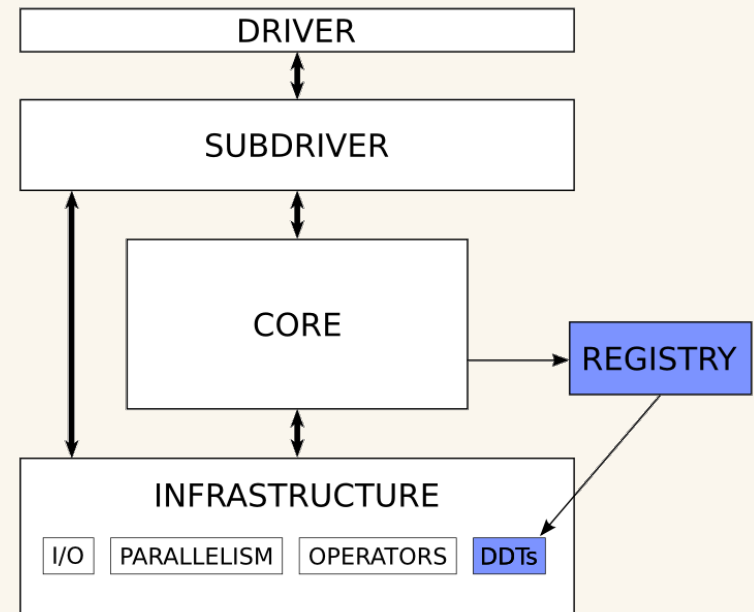 DRIVER
SUBDRIVER
CORE
REGISTRY
INFRASTRUCTURE
I/O
PARALLELISM
OPERATORS
DDTs